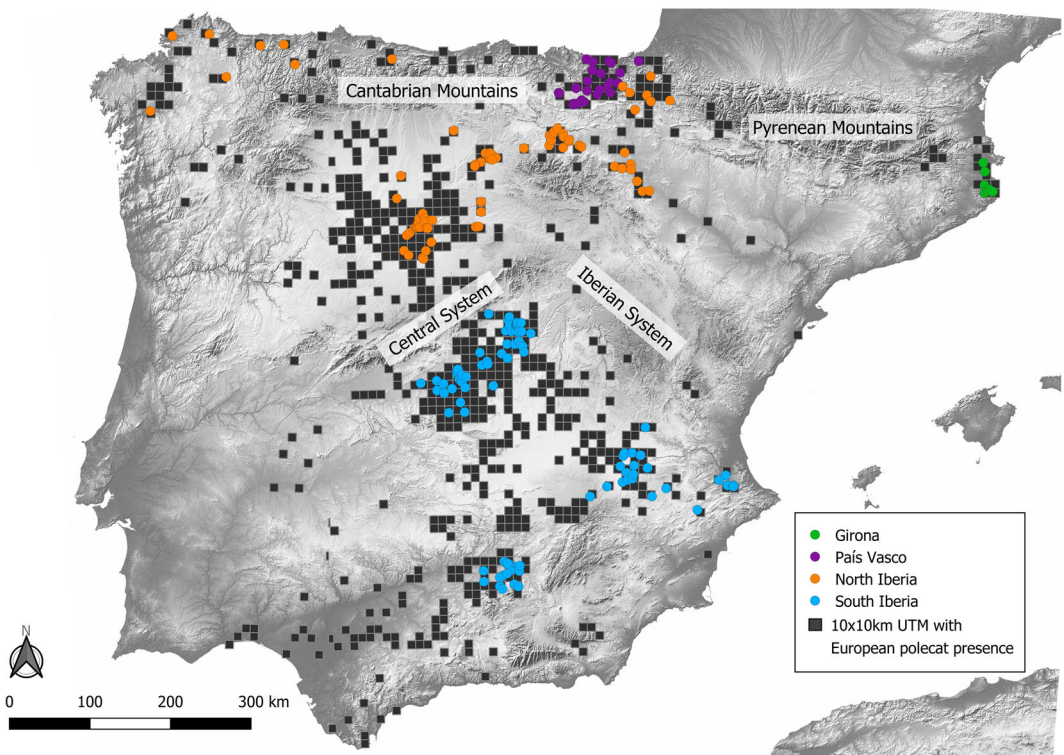 Cantabrian Mountains
Pyrenean Mountains
Central System
Iberian System
Girona
País Vasco
North Iberia
South Iberia
10x10km UTM with
European polecat presence
N
0 100 200 300 km